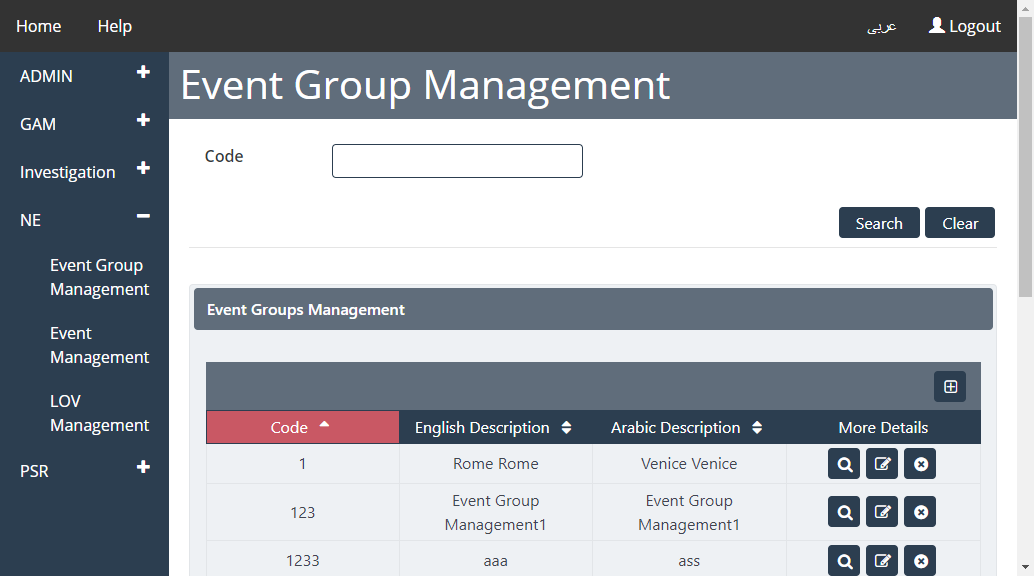 Home Help عربى Logout
ADMIN
GAM
Investigation
NE
Event Group
Management
Event
Management
LOV
Management
PSR
Event Group Management
Code
Search Clear
Event Groups Management
Code English Description Arabic Description More Details
1 Rome Rome Venice Venice
123 Event Group Management1 Event Group Management1
1233 aaa ass